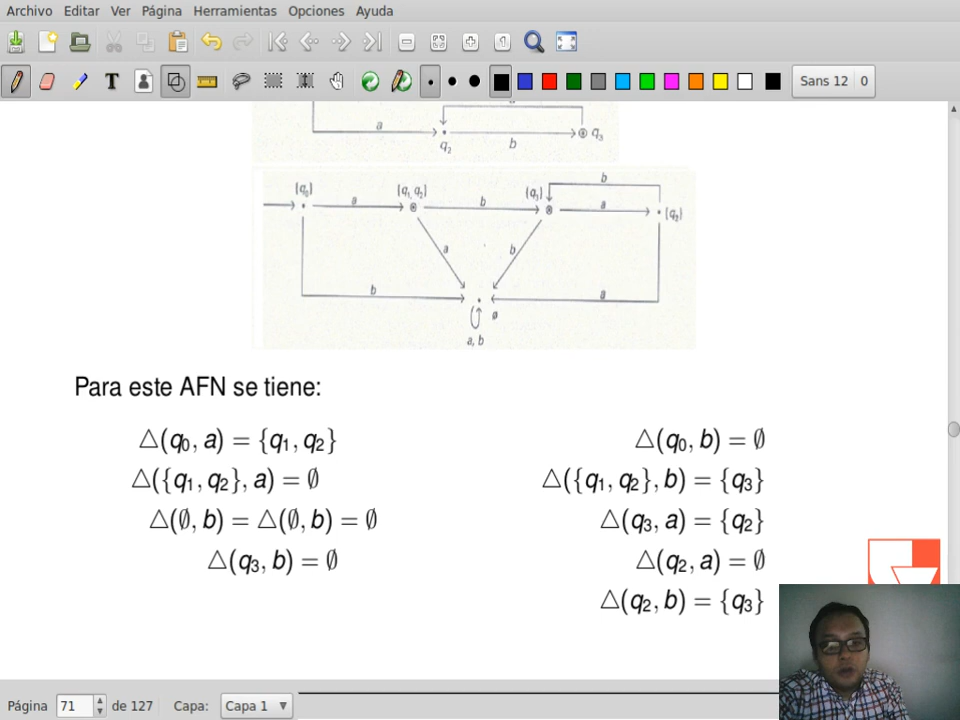 Archivo Editar Ver Página Herramientas Opciones Ayuda
T Sans 12 0
a
q2 b q3
b
{q0} {q1, q2} {q3} {q2}
a b a
a b
b a
ø
a, b
Para este AFN se tiene:
△(q0, a) = {q1, q2} △(q0, b) = ∅
△({q1, q2}, a) = ∅ △({q1, q2}, b) = {q3}
△(∅, b) = △(∅, b) = ∅ △(q3, a) = {q2}
△(q3, b) = ∅ △(q2, a) = ∅
△(q2, b) = {q3}
Página 71 de 127 Capa: Capa 1